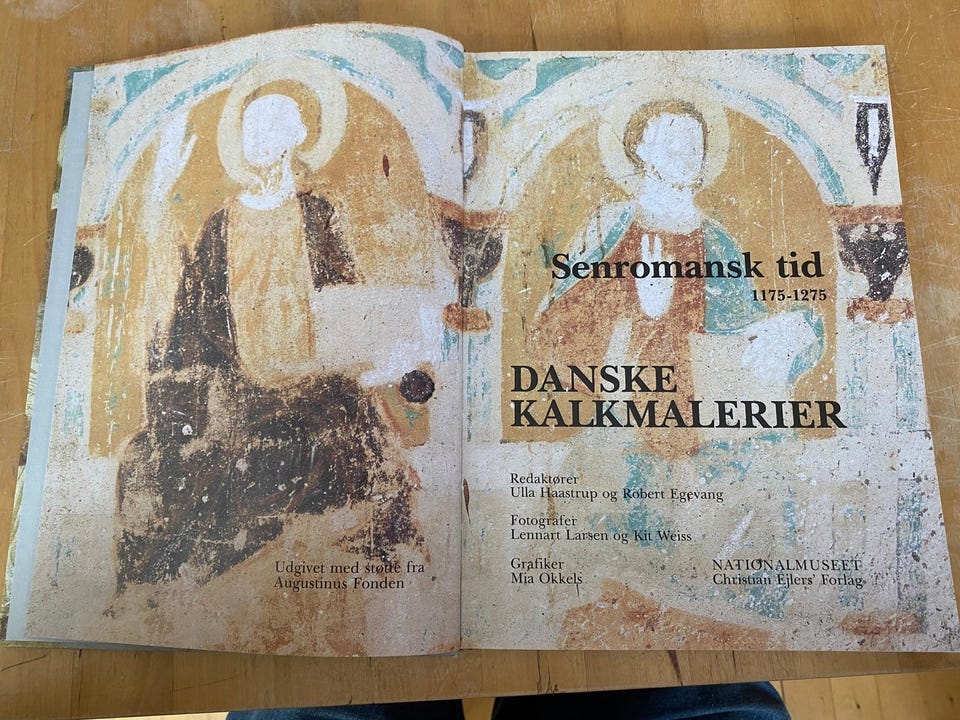 Udgivet med støtte fra
Augustinus Fonden
Senromansk tid
1175-1275
DANSKE
KALKMALERIER
Redaktører
Ulla Haastrup og Robert Egevang
Fotografer
Lennart Larsen og Kit Weiss
Grafiker
Mia Okkels
NATIONALMUSEET
Christian Ejlers' Forlag